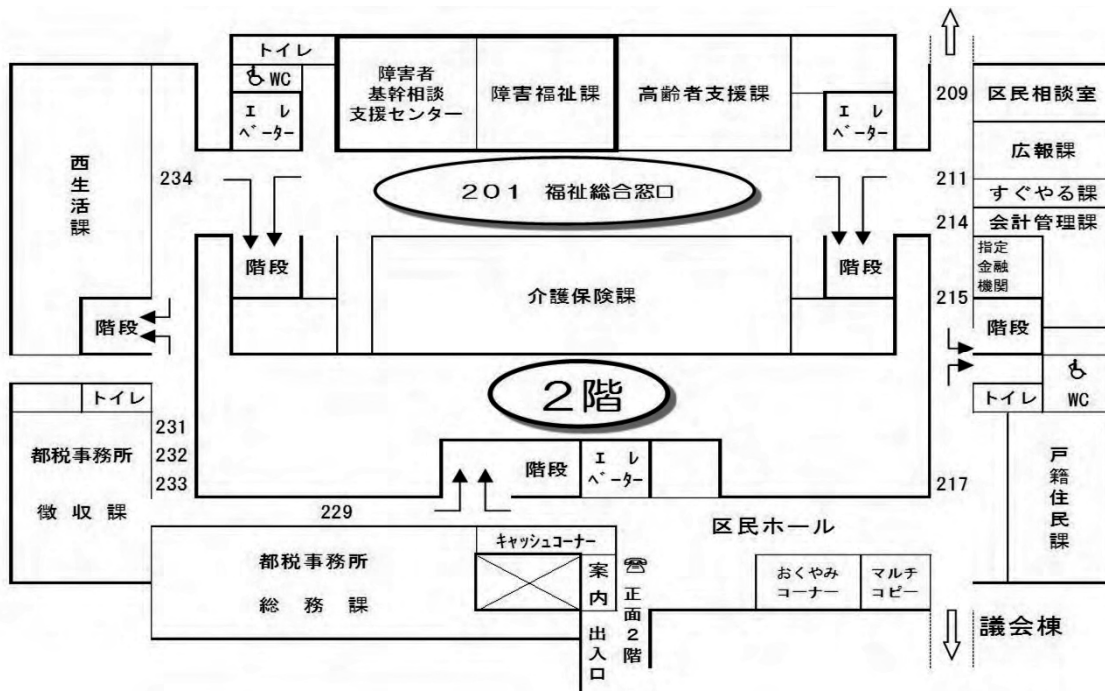 トイレ
WC
エレ
ベーター
障害者
基幹相談
支援センター
障害福祉課
高齢者支援課
エレ
ベーター
209
区民相談室
広報課
西生活課
234
201 福祉総合窓口
211
すぐやる課
214
会計管理課
階段
介護保険課
階段
指定
金融
機関
215
階段
階段
2階
WC
トイレ
トイレ
231
232
233
都税事務所
徴収課
階段
エレ
ベーター
217
戸籍住民課
229
区民ホール
キャッシュコーナー
都税事務所
総務課
案内
☎正面2階
出入口
おくやみ
コーナー
マルチ
コピー
議会棟